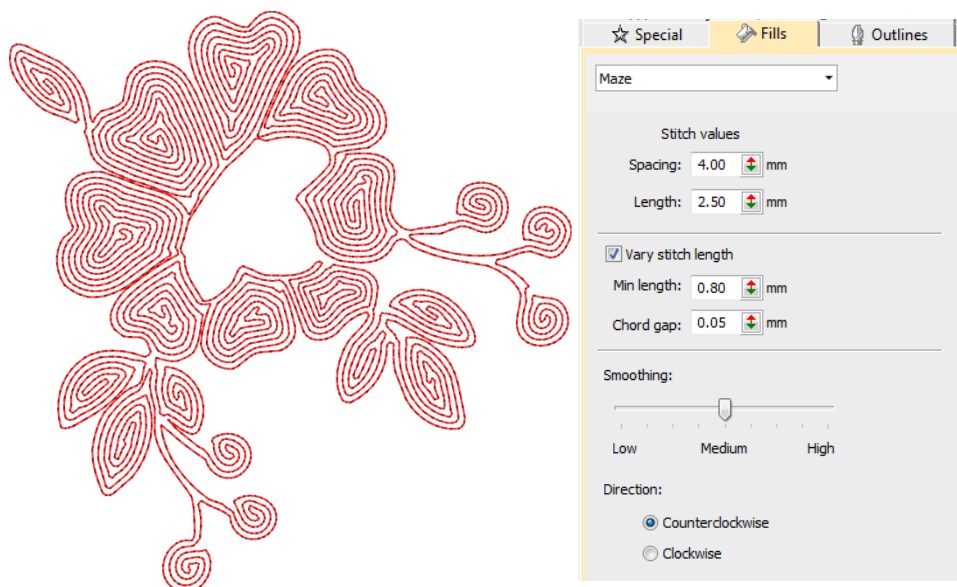 Special Fills Outlines
Maze
Stitch values
Spacing: 4.00 mm
Length: 2.50 mm
Vary stitch length
Min length: 0.80 mm
Chord gap: 0.05 mm
Smoothing:
Low Medium High
Direction:
Counterclockwise
Clockwise